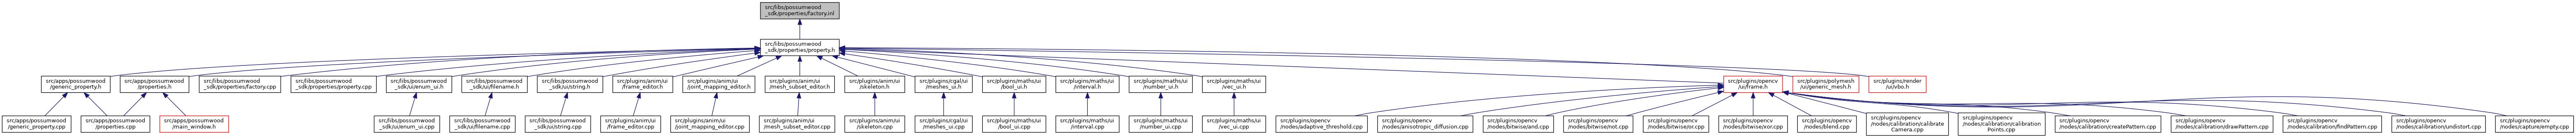 src/libs/possumwood
_sdk/properties/factory.inl
src/libs/possumwood
_sdk/properties/property.h
src/apps/possumwood
/generic_property.h
src/apps/possumwood
/properties.h
src/libs/possumwood
_sdk/properties/factory.cpp
src/libs/possumwood
_sdk/properties/property.cpp
src/libs/possumwood
_sdk/ui/enum_ui.h
src/libs/possumwood
_sdk/ui/filename.h
src/libs/possumwood
_sdk/ui/string.h
src/plugins/anim/ui
/frame_editor.h
src/plugins/anim/ui
/joint_mapping_editor.h
src/plugins/anim/ui
/mesh_subset_editor.h
src/plugins/anim/ui
/skeleton.h
src/plugins/cgal/ui
/meshes_ui.h
src/plugins/maths/ui
/bool_ui.h
src/plugins/maths/ui
/interval.h
src/plugins/maths/ui
/number_ui.h
src/plugins/maths/ui
/vec_ui.h
src/plugins/opencv
/ui/frame.h
src/plugins/polymesh
/ui/generic_mesh.h
src/plugins/render
/ui/vbo.h
src/apps/possumwood
/generic_property.cpp
src/apps/possumwood
/properties.cpp
src/apps/possumwood
/main_window.h
src/libs/possumwood
_sdk/ui/enum_ui.cpp
src/libs/possumwood
_sdk/ui/filename.cpp
src/libs/possumwood
_sdk/ui/string.cpp
src/plugins/anim/ui
/frame_editor.cpp
src/plugins/anim/ui
/joint_mapping_editor.cpp
src/plugins/anim/ui
/mesh_subset_editor.cpp
src/plugins/anim/ui
/skeleton.cpp
src/plugins/cgal/ui
/meshes_ui.cpp
src/plugins/maths/ui
/bool_ui.cpp
src/plugins/maths/ui
/interval.cpp
src/plugins/maths/ui
/number_ui.cpp
src/plugins/maths/ui
/vec_ui.cpp
src/plugins/opencv
/nodes/adaptive_threshold.cpp
src/plugins/opencv
/nodes/anisotropic_diffusion.cpp
src/plugins/opencv
/nodes/bitwise/and.cpp
src/plugins/opencv
/nodes/bitwise/not.cpp
src/plugins/opencv
/nodes/bitwise/or.cpp
src/plugins/opencv
/nodes/bitwise/xor.cpp
src/plugins/opencv
/nodes/blend.cpp
src/plugins/opencv
/nodes/calibration/calibrate
Camera.cpp
src/plugins/opencv
/nodes/calibration/calibration
Points.cpp
src/plugins/opencv
/nodes/calibration/createPattern.cpp
src/plugins/opencv
/nodes/calibration/drawPattern.cpp
src/plugins/opencv
/nodes/calibration/findPattern.cpp
src/plugins/opencv
/nodes/calibration/undistort.cpp
src/plugins/opencv
/nodes/capture/empty.cpp